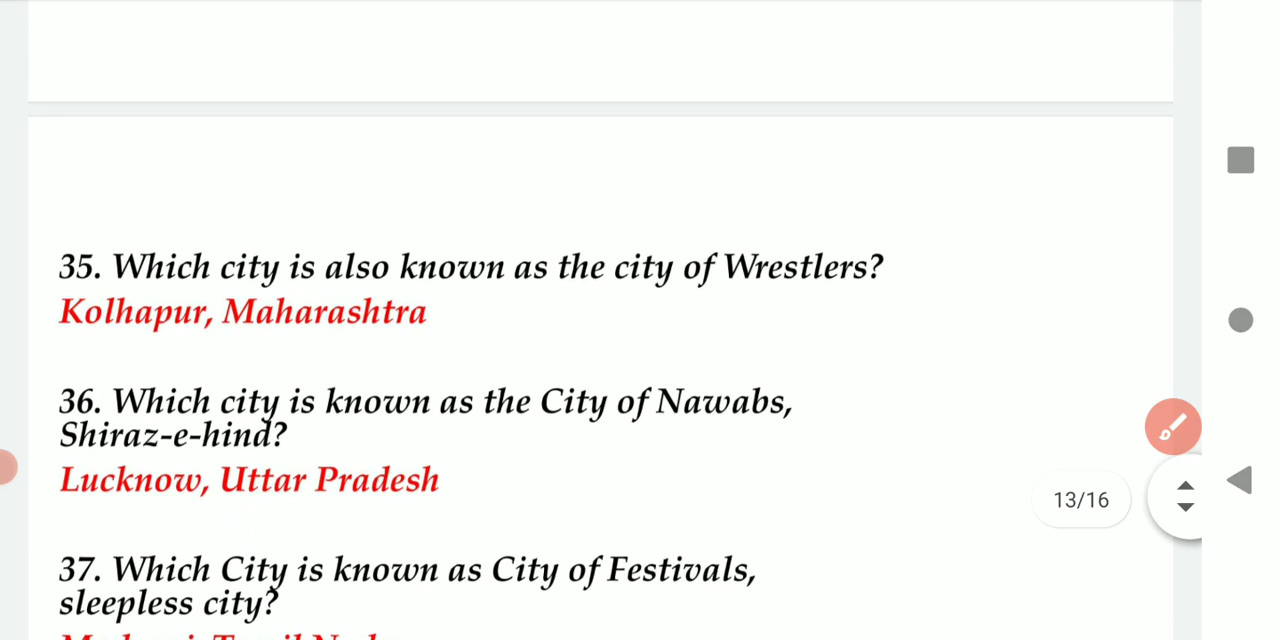 35. Which city is also known as the city of Wrestlers?
Kolhapur, Maharashtra
36. Which city is known as the City of Nawabs,
Shiraz-e-hind?
Lucknow, Uttar Pradesh
13/16
37. Which City is known as City of Festivals,
sleepless city?